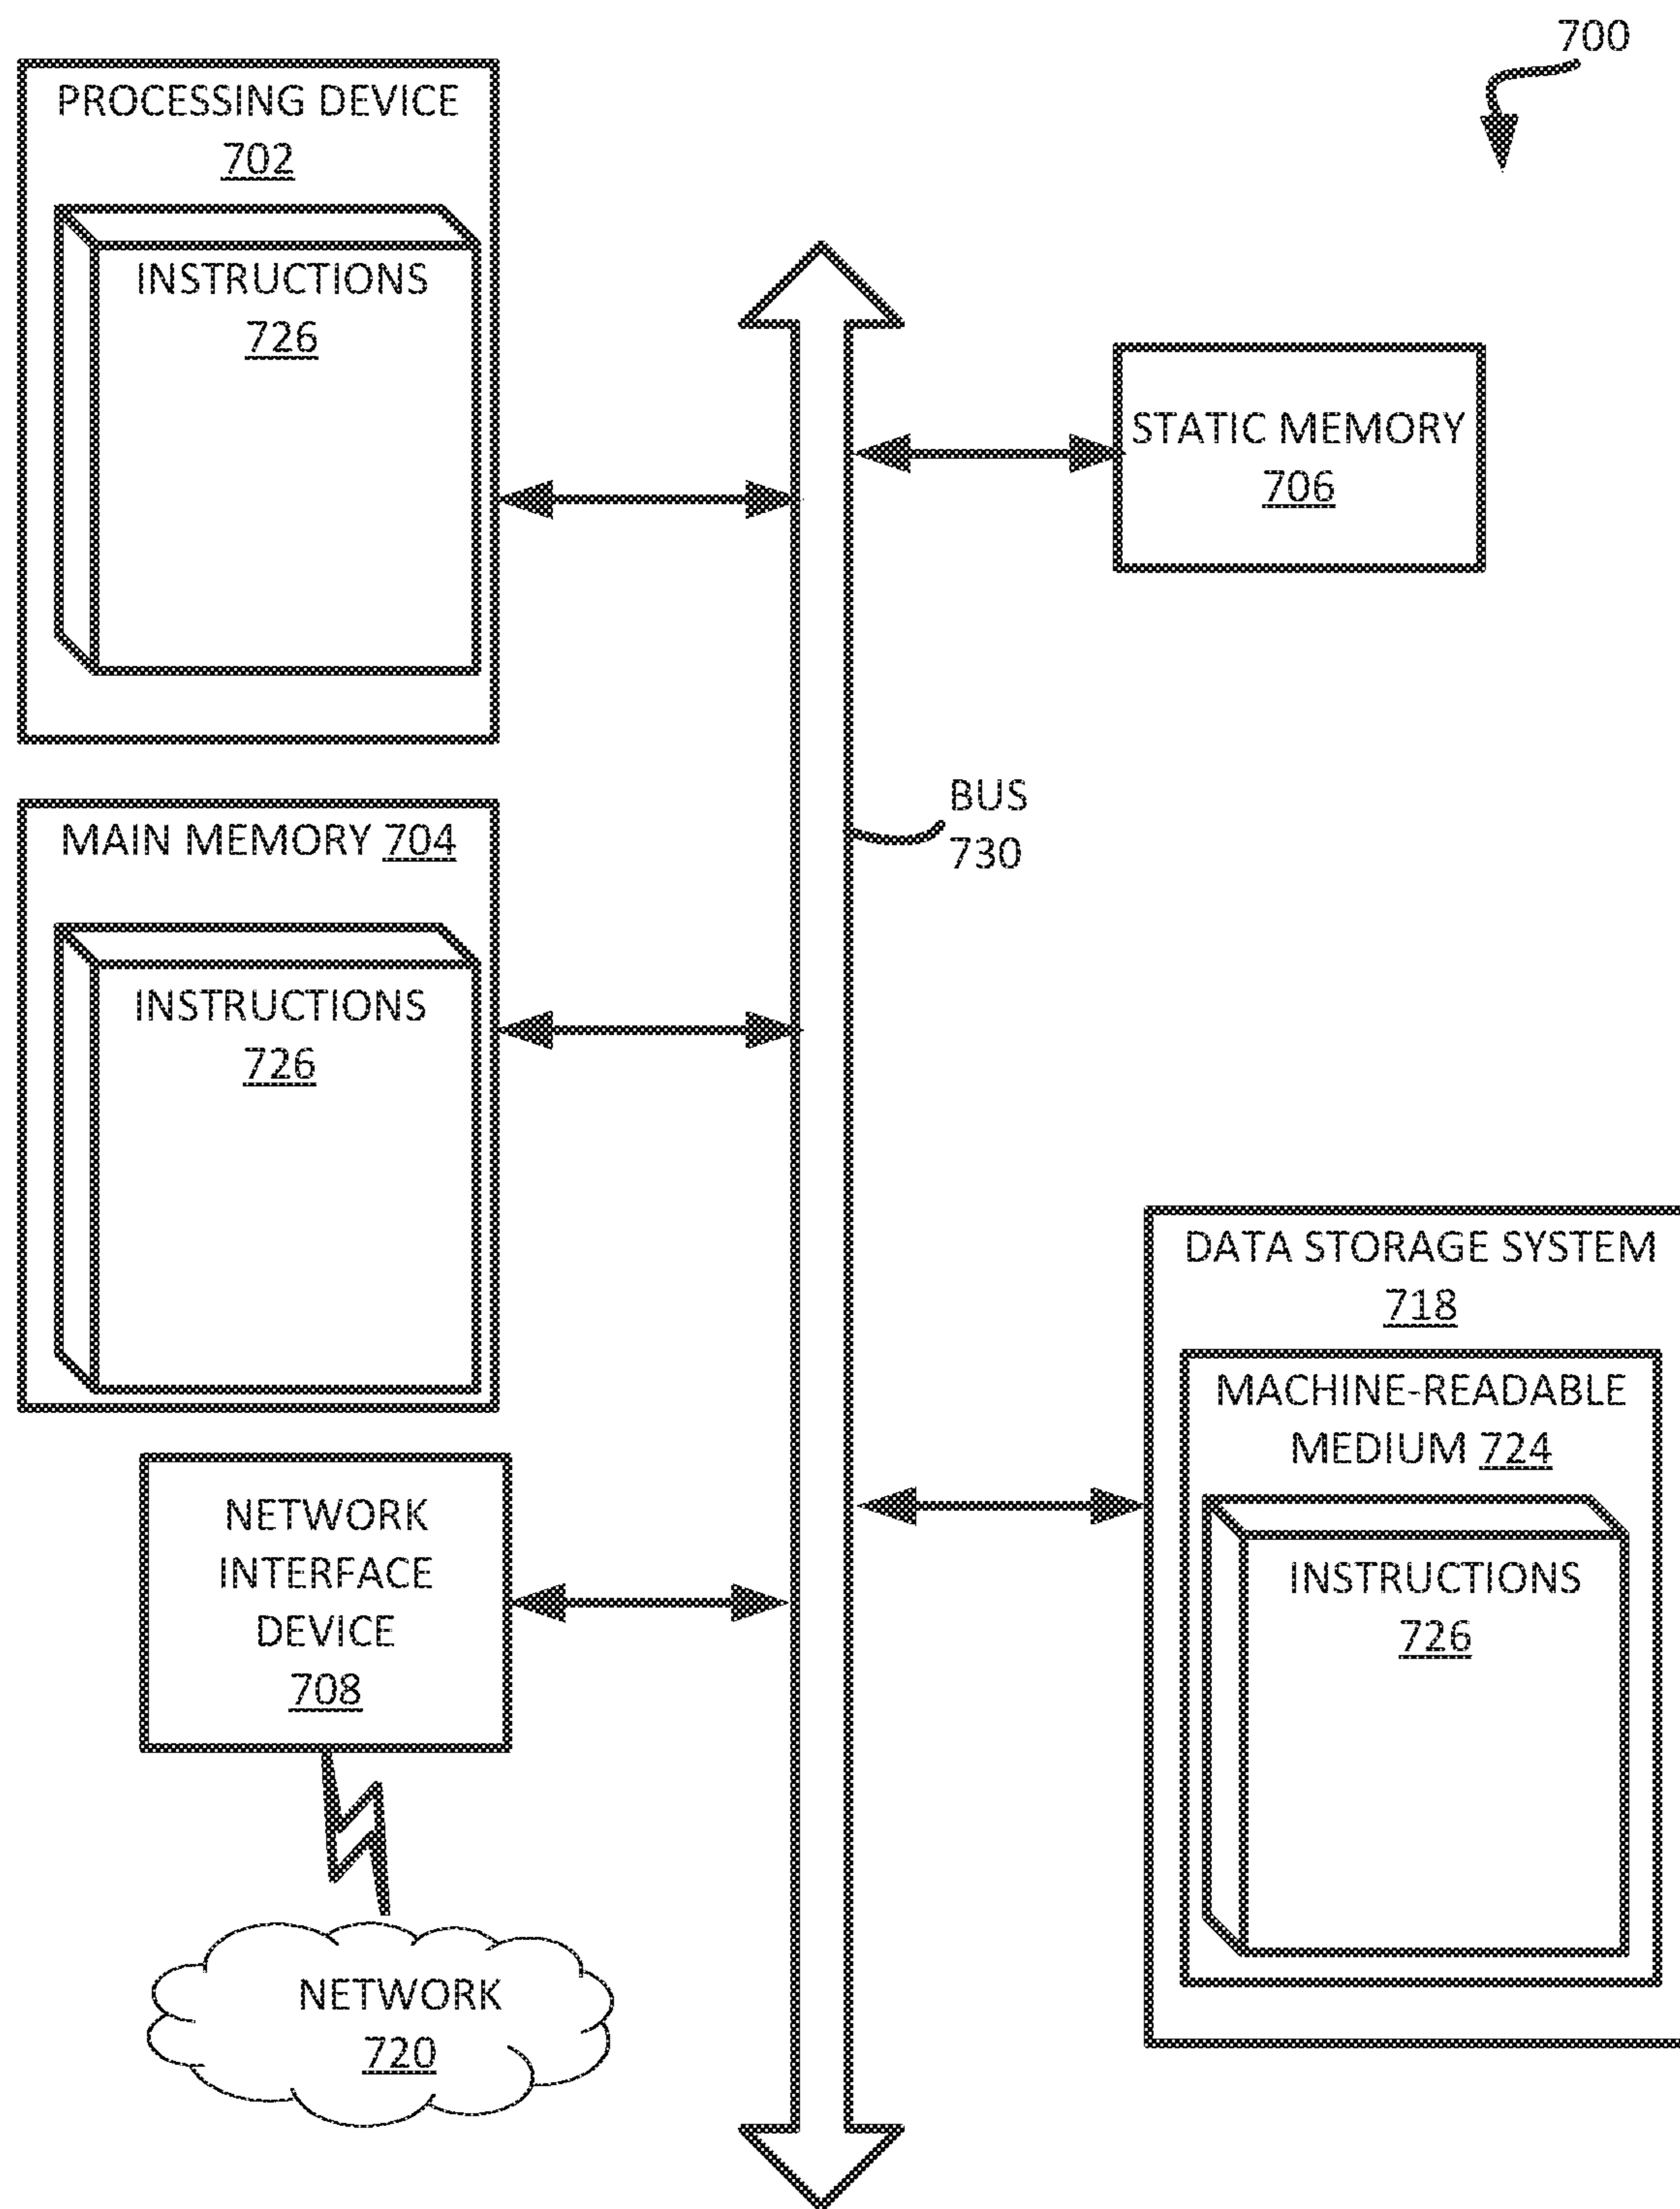 700
PROCESSING DEVICE
702
INSTRUCTIONS
726
STATIC MEMORY
706
BUS
730
MAIN MEMORY 704
INSTRUCTIONS
726
DATA STORAGE SYSTEM
718
MACHINE-READABLE
MEDIUM 724
INSTRUCTIONS
726
NETWORK
INTERFACE
DEVICE
708
NETWORK
720